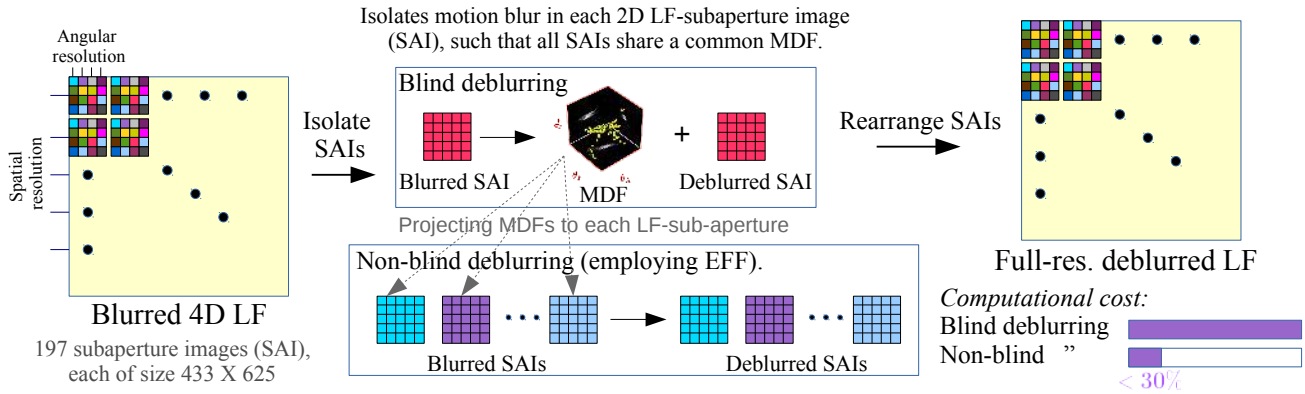 Angular
resolution
Spatial
resolution
Blurred 4D LF
197 subaperture images (SAI),
each of size 433 X 625
Isolate
SAIs
Isolates motion blur in each 2D LF-subaperture image
(SAI), such that all SAIs share a common MDF.
Blind deblurring
Blurred SAI
MDF
+
Deblurred SAI
Projecting MDFs to each LF-sub-aperture
Non-blind deblurring (employing EFF).
Blurred SAIs
Deblurred SAIs
Rearrange SAIs
Full-res. deblurred LF
Computational cost:
Blind deblurring
Non-blind ”
< 30%